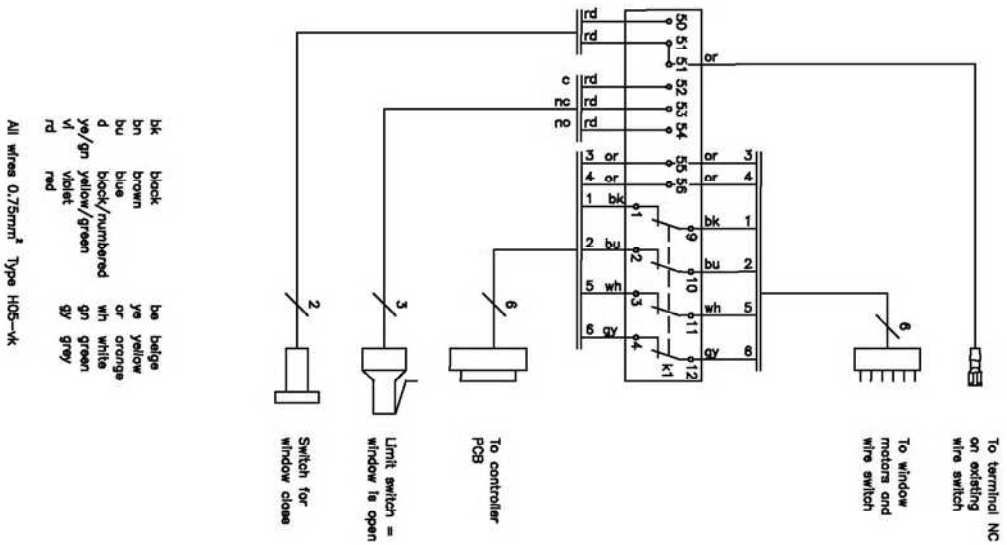 rd
50
rd
51
51
or
c
rd
52
nc
rd
53
no
rd
54
3
or
55
or
3
4
or
56
or
4
1
bk
1
9
bk
1
2
bu
2
10
bu
2
5
wh
3
11
wh
5
6
gy
4
k1
12
gy
6
2
3
6
6
Switch for
window close
Limit switch =
window is open
To controller
PCB
To window
motors and
wire switch
To terminal NC
on existing
wire switch
bk black be beige
bn brown ye yellow
bu blue or orange
d black/numbered wh white
ye/gn yellow/green gn green
vi violet gy grey
rd red
All wires 0.75mm² Type H05-vk